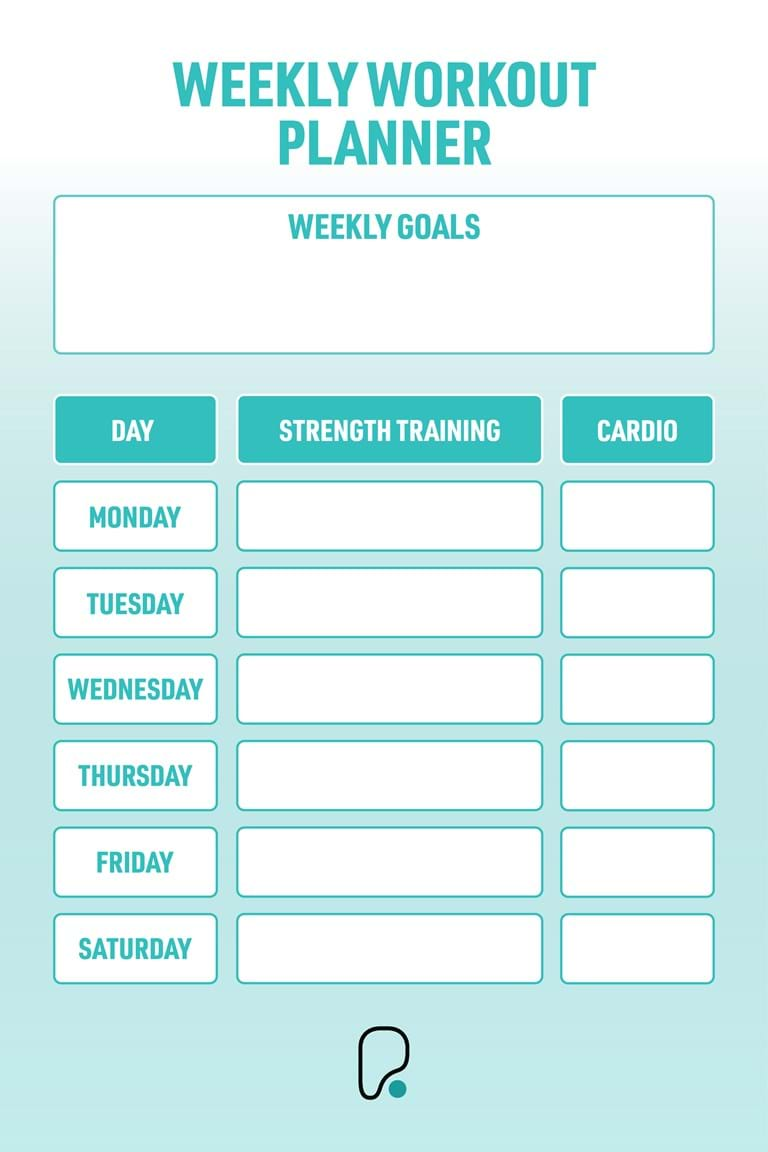 WEEKLY WORKOUT
PLANNER
WEEKLY GOALS
DAY STRENGTH TRAINING CARDIO
MONDAY
TUESDAY
WEDNESDAY
THURSDAY
FRIDAY
SATURDAY